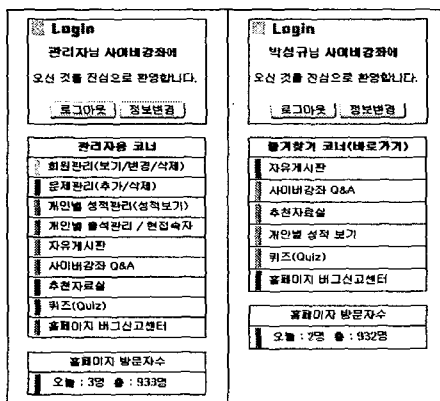 Login
관리자님 사이버강좌에
오신 것을 진심으로 환영합니다.
로그아웃 정보변경
관리자용 코너
회원관리(보기/변경/삭제)
문제관리(추가/삭제)
개인별 성적관리(성적보기)
개인별 출석관리 / 현접속자
자유게시판
사이버강좌 Q&A
추천자료실
퀴즈(Quiz)
홈페이지 버그신고센터
홈페이지 방문자수
오늘 : 3명 총 : 933명
Login
박성규님 사이버강좌에
오신 것을 진심으로 환영합니다.
로그아웃 정보변경
즐겨찾기 코너(바로가기)
자유게시판
사이버강좌 Q&A
추천자료실
개인별 성적 보기
퀴즈(Quiz)
홈페이지 버그신고센터
홈페이지 방문자수
오늘 : 2명 총 : 932명